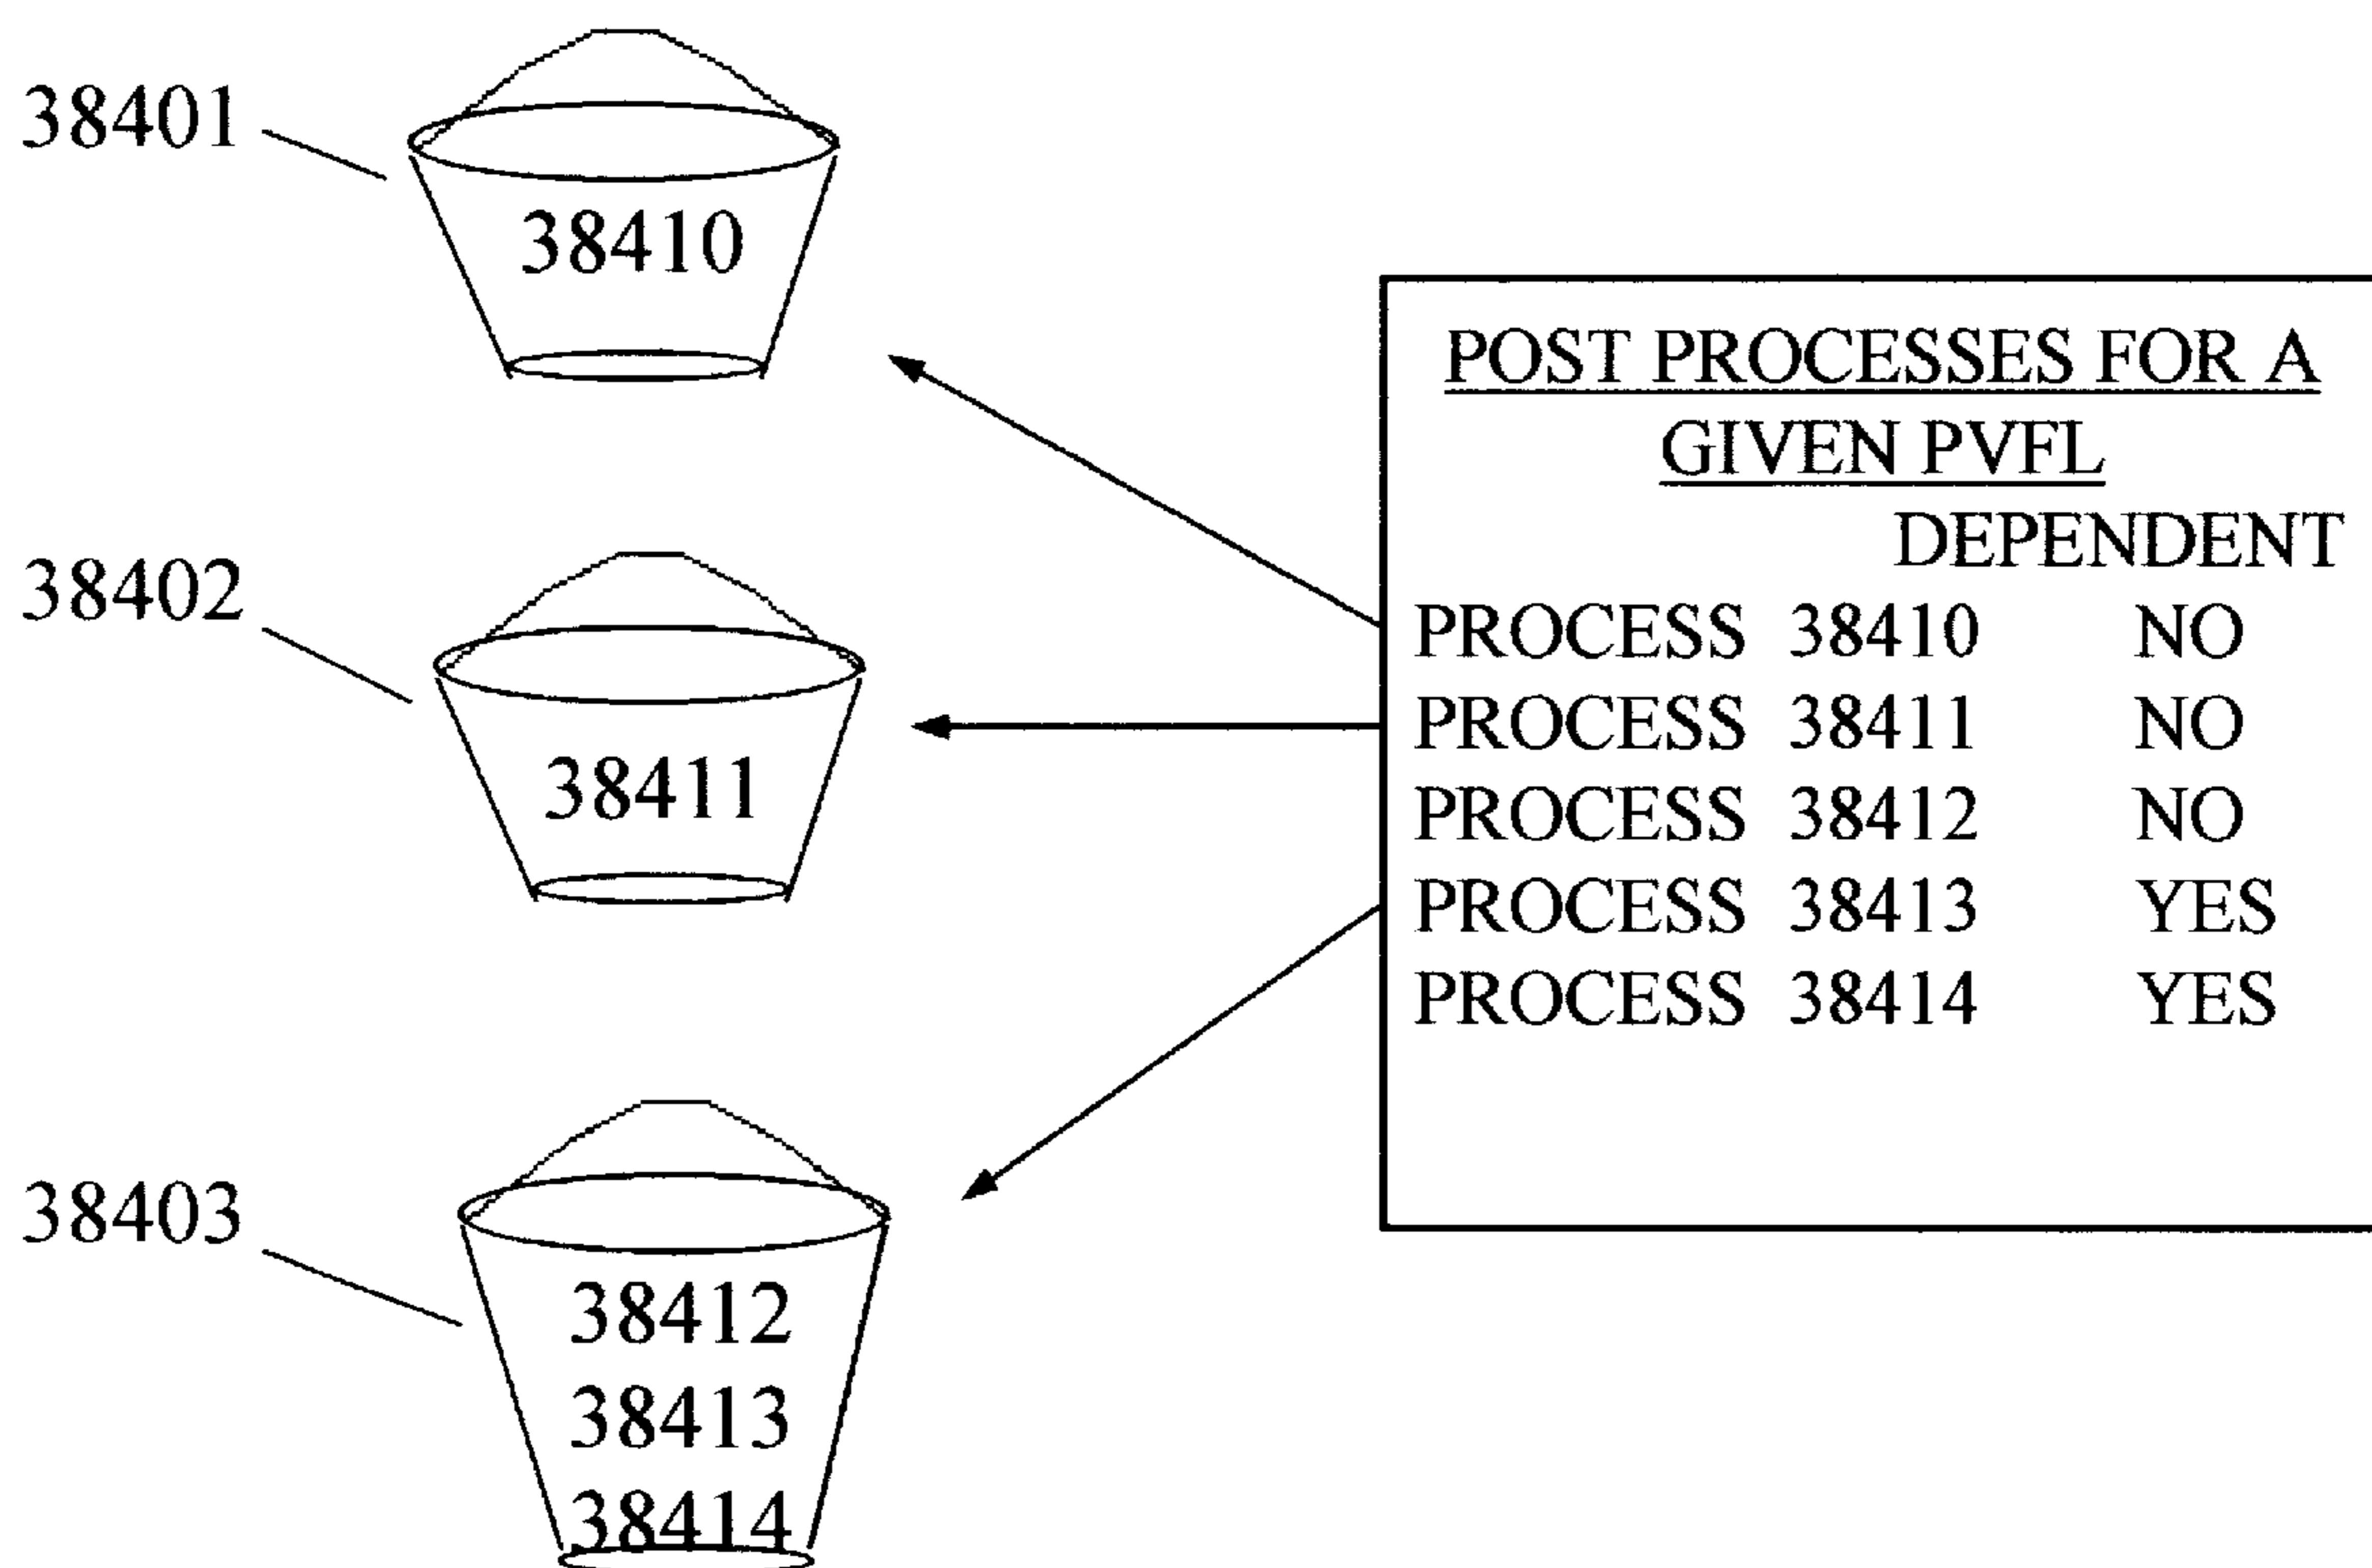 38401
38410
38402
38411
38403
38412
38413
38414
POST PROCESSES FOR A
GIVEN PVFL
DEPENDENT
PROCESS 38410 NO
PROCESS 38411 NO
PROCESS 38412 NO
PROCESS 38413 YES
PROCESS 38414 YES